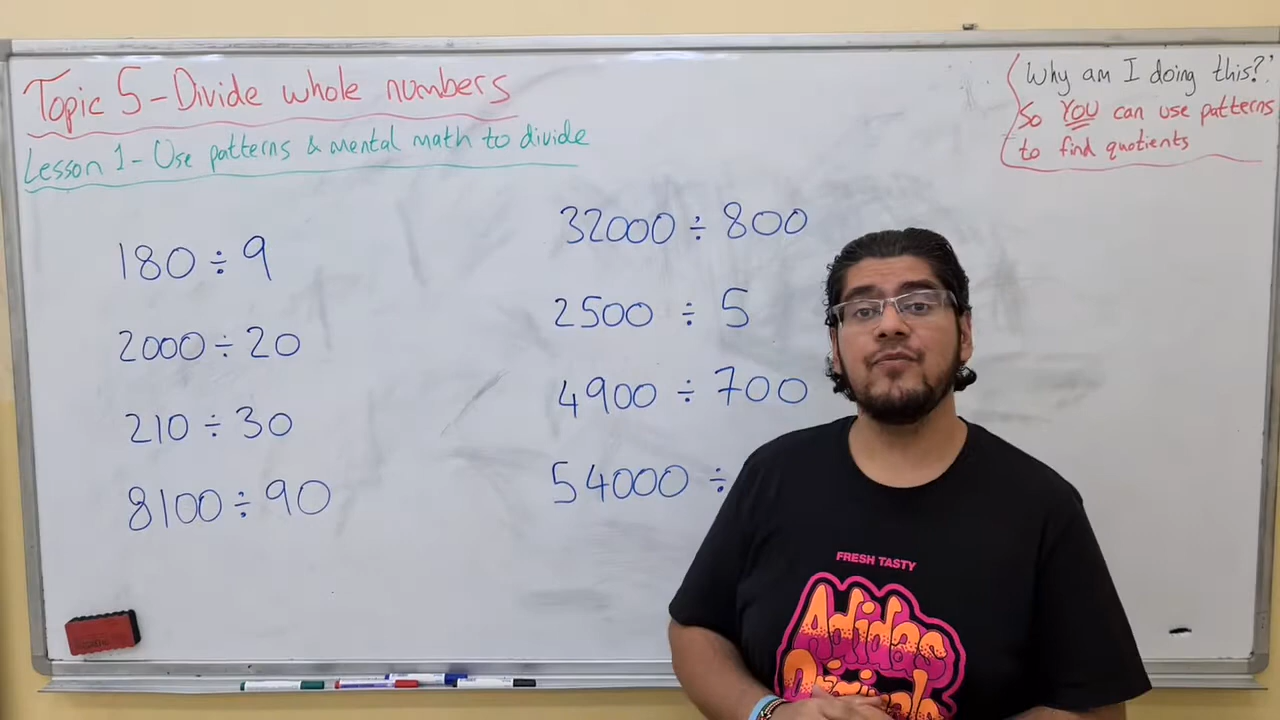 Topic 5 - Divide whole numbers
Lesson 1 - Use patterns & mental math to divide
Why am I doing this?
So YOU can use patterns
to find quotients
180 ÷ 9
2000 ÷ 20
210 ÷ 30
8100 ÷ 90
32000 ÷ 800
2500 ÷ 5
4900 ÷ 700
54000 ÷
FRESH TASTY
Adidas
Originals